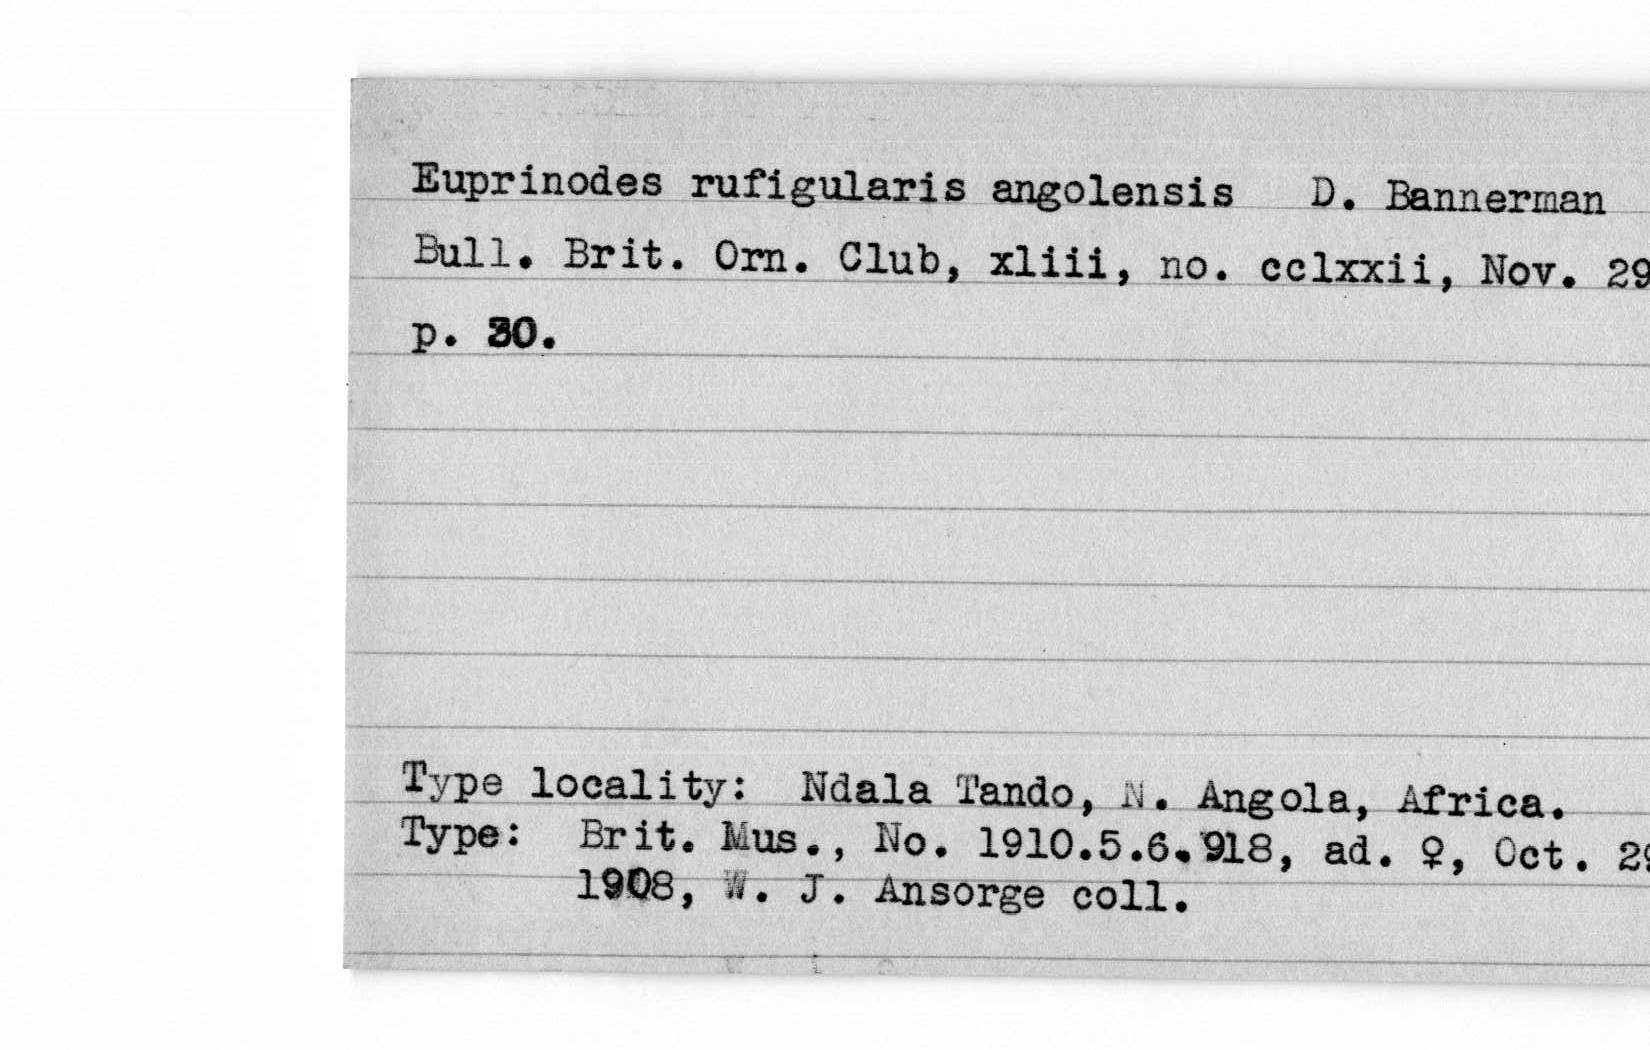 Euprinodes rufigularis angolensis D. Bannerman
Bull. Brit. Orn. Club, xliii, no. cclxxii, Nov. 29
p. 30.
Type locality: Ndala Tando, N. Angola, Africa.
Type: Brit. Mus., No. 1910.5.6.918, ad. ♀, Oct. 29
1908, W. J. Ansorge coll.